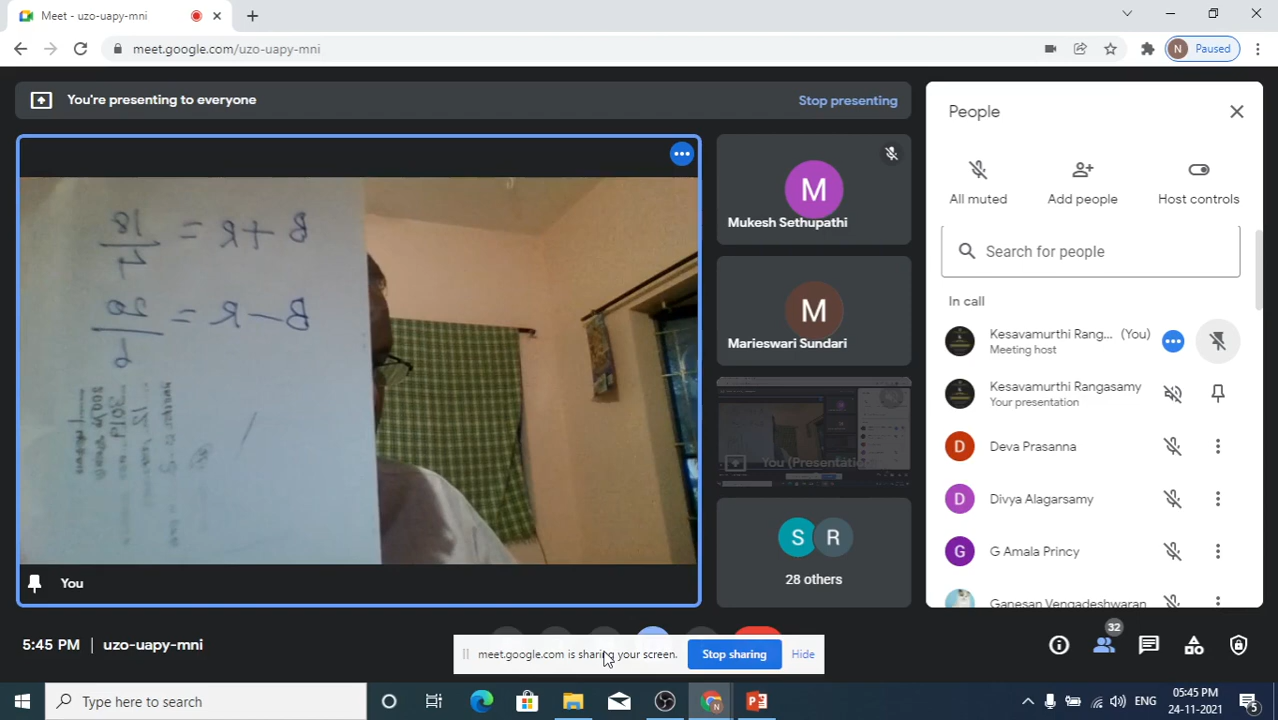 Meet - uzo-uapy-mni
meet.google.com/uzo-uapy-mni
N Paused
You're presenting to everyone
Stop presenting
People
All muted
Add people
Host controls
Search for people
In call
Kesavamurthi Rang... (You)
Meeting host
Kesavamurthi Rangasamy
Your presentation
D Deva Prasanna
D Divya Alagarsamy
G G Amala Princy
Ganesan Vengadeshwaran
B+R = 18
B-R = 20
M
Mukesh Sethupathi
M
Marieswari Sundari
You (Presentation
S R
28 others
You
5:45 PM | uzo-uapy-mni
meet.google.com is sharing your screen.
Stop sharing
Hide
32
Type here to search
N
ENG
05:45 PM
24-11-2021
5